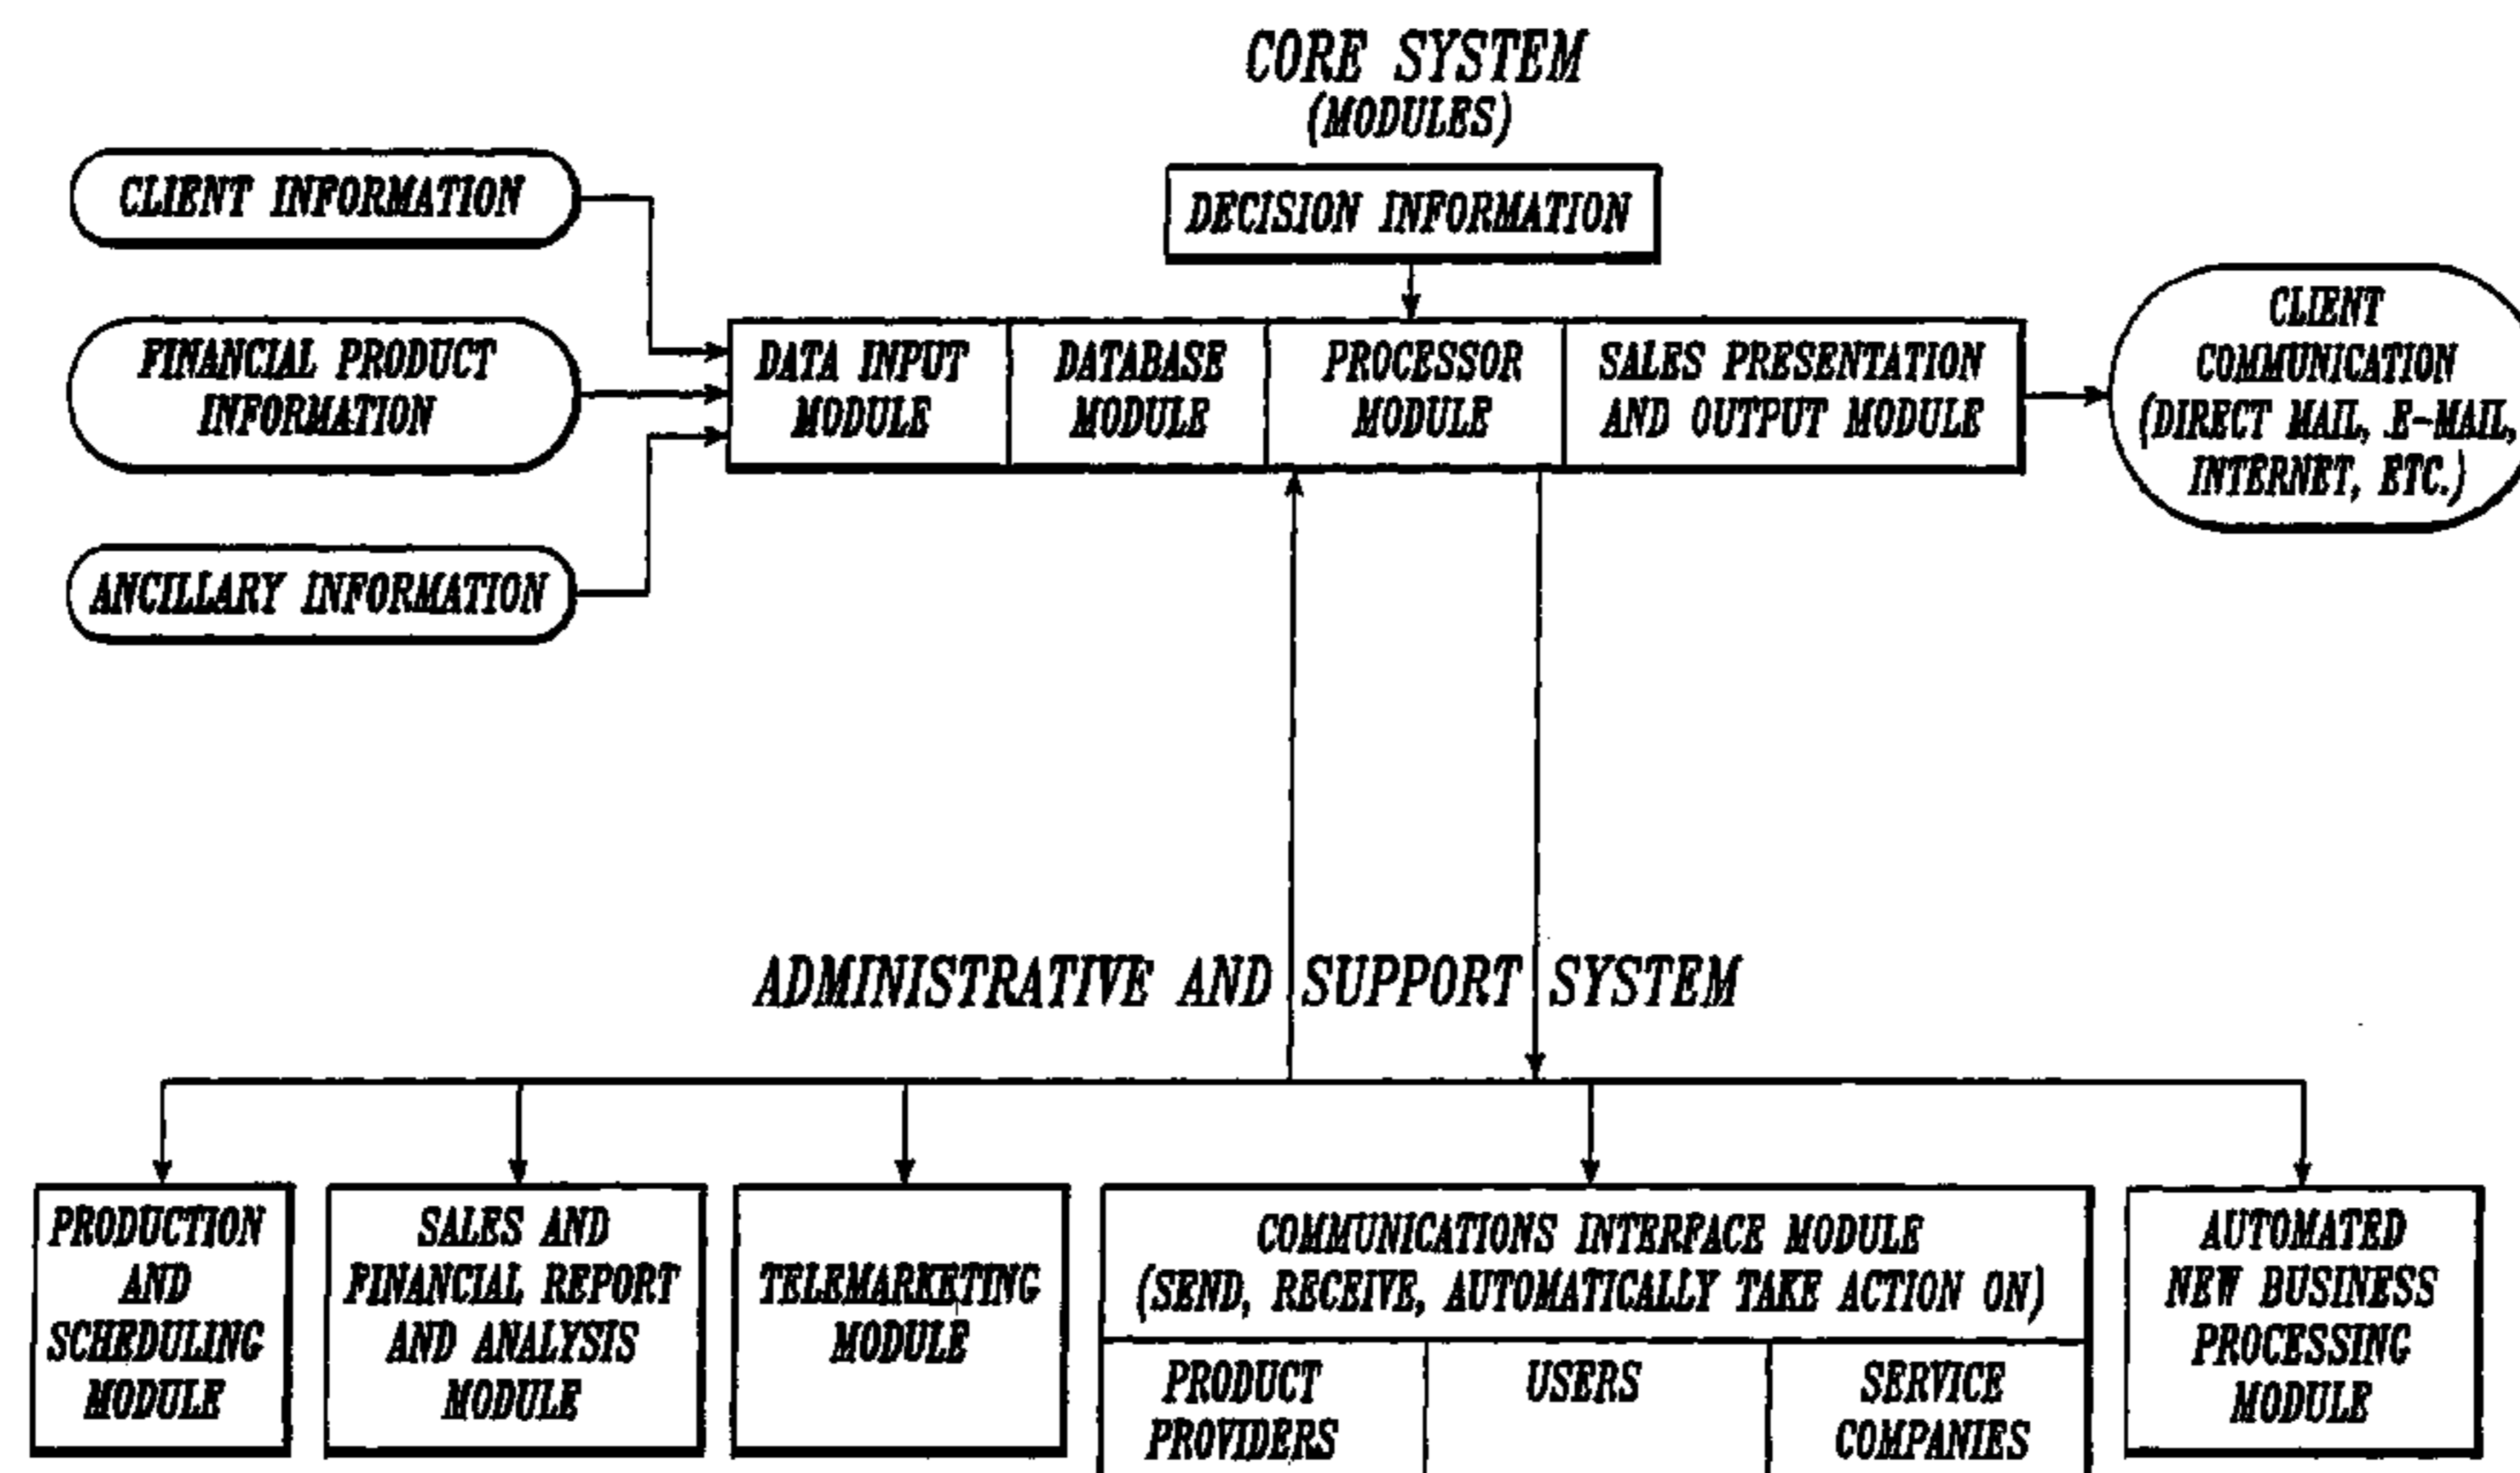 CORE SYSTEM
(MODULES)
CLIENT INFORMATION
DECISION INFORMATION
FINANCIAL PRODUCT
INFORMATION
ANCILLARY INFORMATION
DATA INPUT
MODULE
DATABASE
MODULE
PROCESSOR
MODULE
SALES PRESENTATION
AND OUTPUT MODULE
CLIENT
COMMUNICATION
(DIRECT MAIL, E-MAIL,
INTERNET, ETC.)
ADMINISTRATIVE AND SUPPORT SYSTEM
PRODUCTION
AND
SCHEDULING
MODULE
SALES AND
FINANCIAL REPORT
AND ANALYSIS
MODULE
TELEMARKETING
MODULE
COMMUNICATIONS INTERFACE MODULE
(SEND, RECEIVE, AUTOMATICALLY TAKE ACTION ON)
PRODUCT
PROVIDERS
USERS
SERVICE
COMPANIES
AUTOMATED
NEW BUSINESS
PROCESSING
MODULE